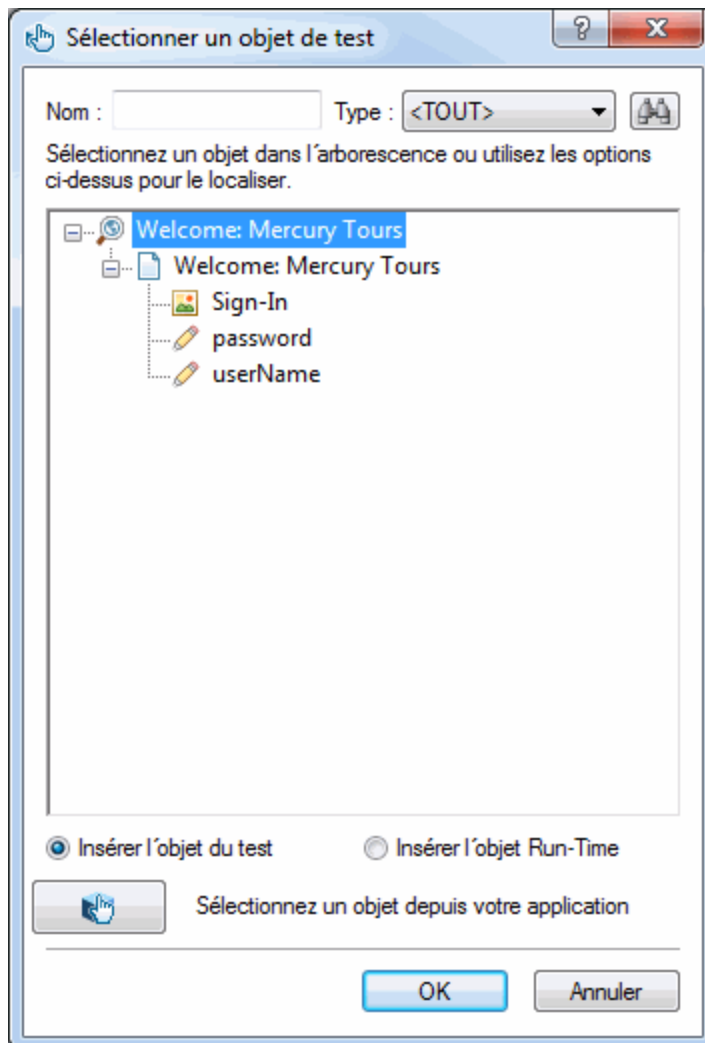 Sélectionner un objet de test
? X
Nom : Type : <TOUT>
Sélectionnez un objet dans l´arborescence ou utilisez les options
ci-dessus pour le localiser.
Welcome: Mercury Tours
Welcome: Mercury Tours
Sign-In
password
userName
Insérer l´objet du test Insérer l´objet Run-Time
Sélectionnez un objet depuis votre application
OK Annuler